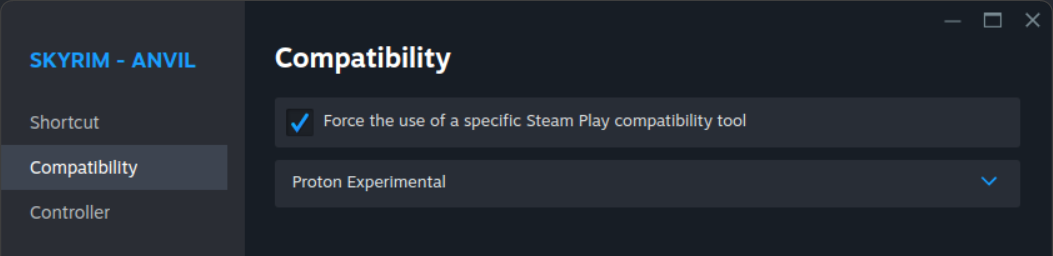 SKYRIM - ANVIL
Shortcut
Compatibility
Controller
Compatibility
Force the use of a specific Steam Play compatibility tool
Proton Experimental